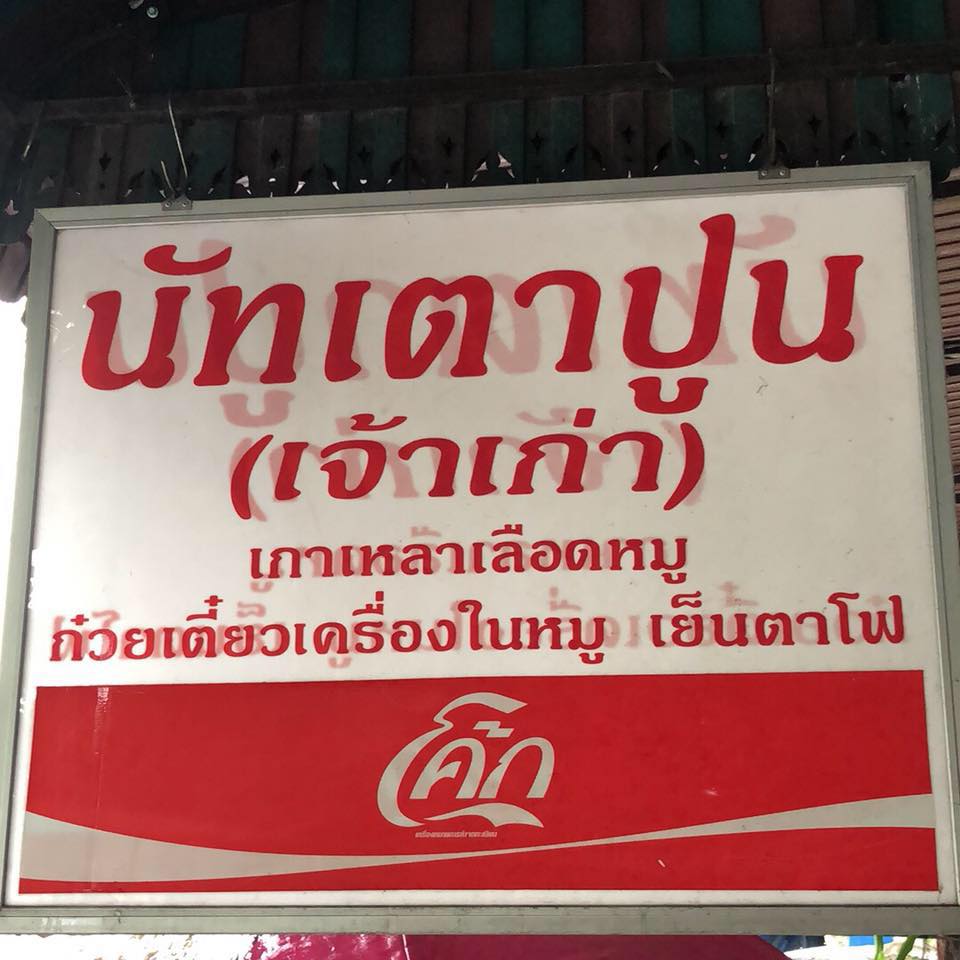 นัทเตาปูน
(เจ้าเก่า)
เกาเหลาเลือดหมู
ก๋วยเตี๋ยวเครื่องในหมู เย็นตาโฟ
โค้ก